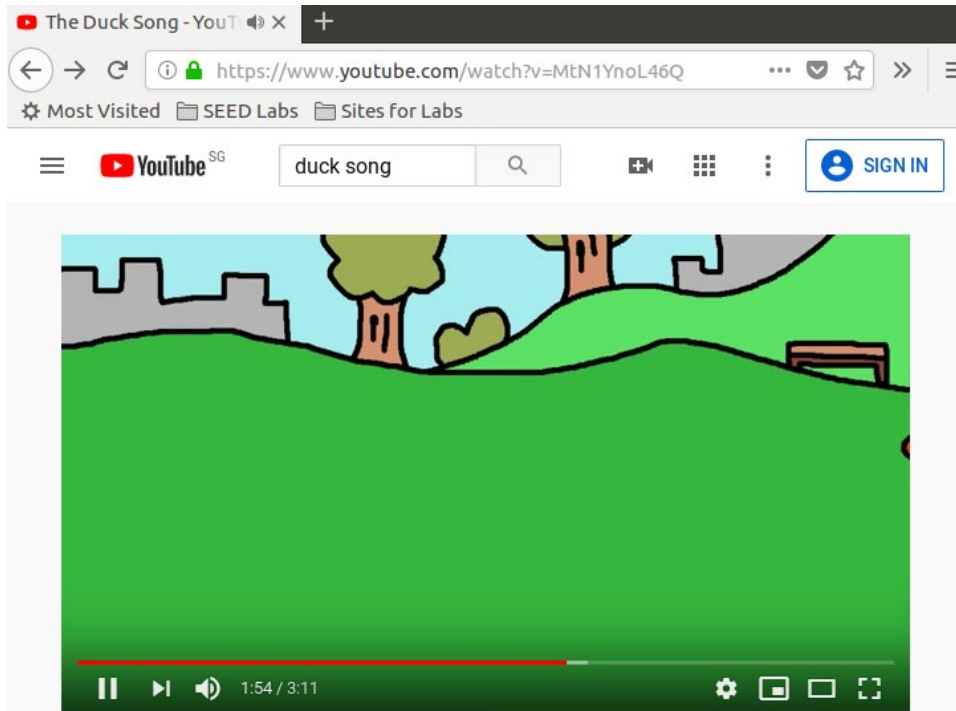 The Duck Song - YouT
https://www.youtube.com/watch?v=MtN1YnoL46Q
Most Visited SEED Labs Sites for Labs
YouTube SG duck song SIGN IN
1:54 / 3:11